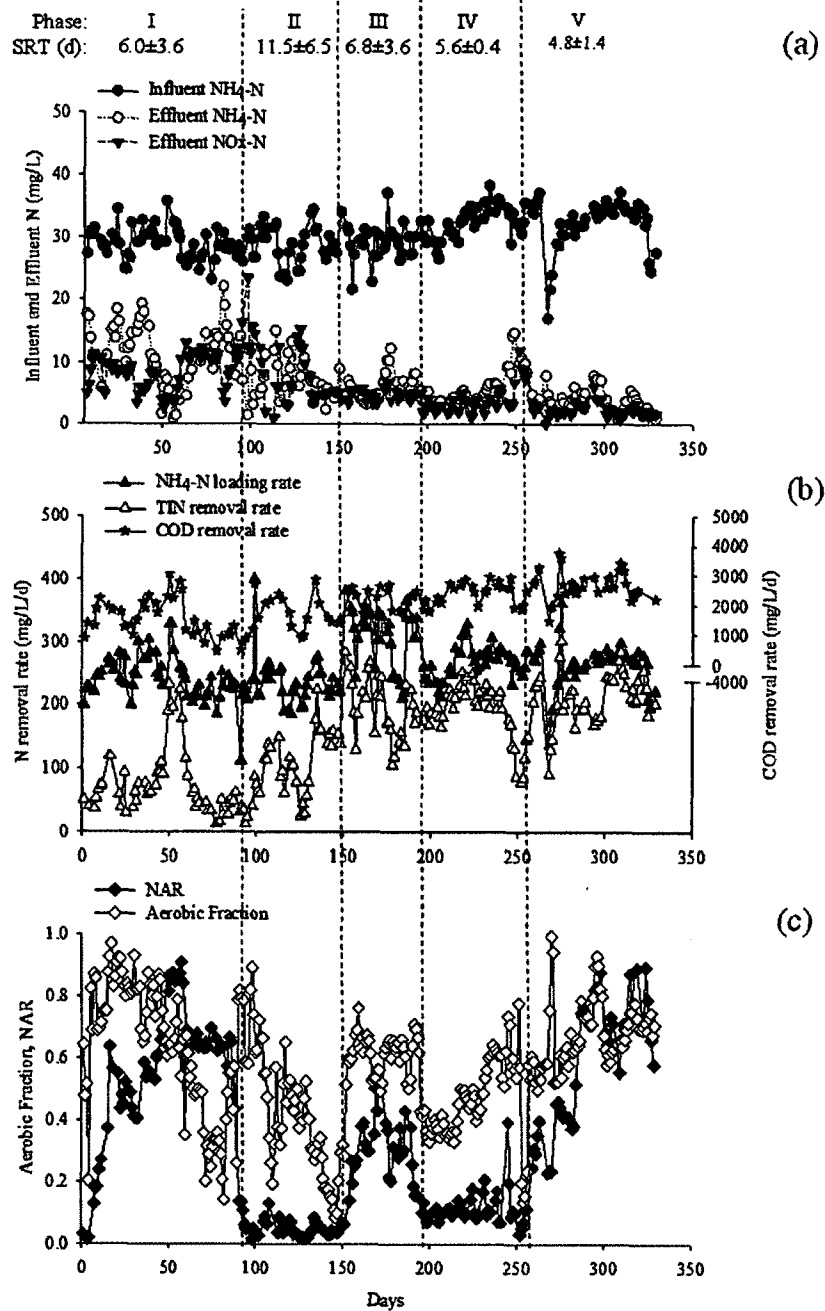 Phase: I II III IV V
SRT (d): 6.0±3.6 11.5±6.5 6.8±3.6 5.6±0.4 4.8±1.4
(a)
Influent NH4-N
Effluent NH4-N
Effluent NOx-N
Influent and Effluent N (mg/L)
50
40
30
20
10
0
50 100 150 200 250 300 350
(b)
NH4-N loading rate
TIN removal rate
COD removal rate
N removal rate (mg/L/d)
500
400
300
200
100
0
5000
4000
3000
2000
1000
0
-4000
COD removal rate (mg/L/d)
0 50 100 150 200 250 300 350
(c)
NAR
Aerobic Fraction
Aerobic Fraction, NAR
1.0
0.8
0.6
0.4
0.2
0.0
0 50 100 150 200 250 300 350
Days